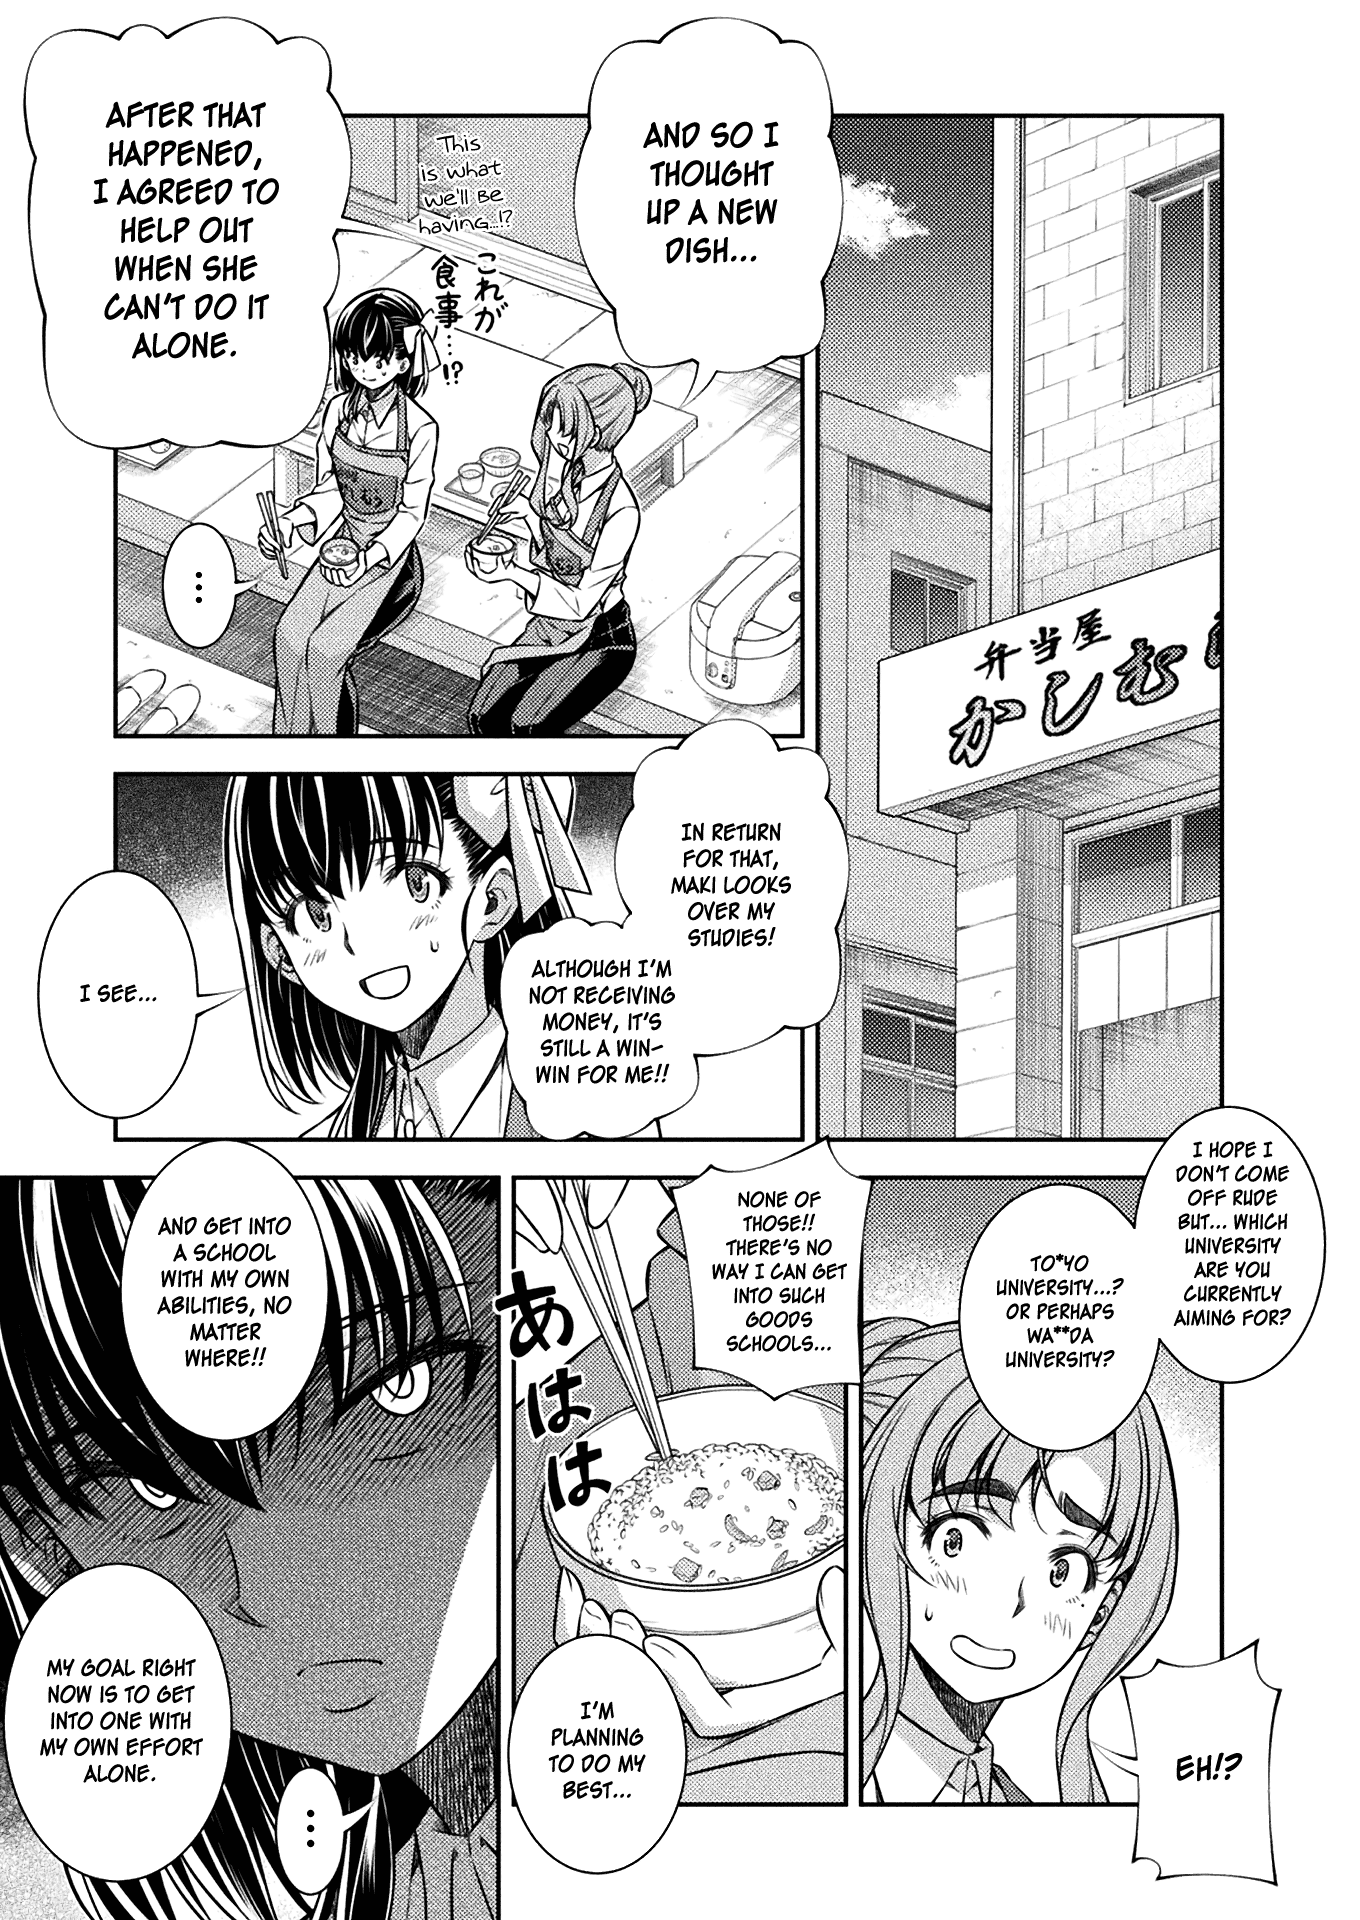 弁当屋
かしむ
AND SO I
THOUGHT
UP A NEW
DISH...
AFTER THAT
HAPPENED,
I AGREED TO
HELP OUT
WHEN SHE
CAN'T DO IT
ALONE.
This
is what
we'll be
having...!?
これが
食事……!?
...
IN RETURN
FOR THAT,
MAKI LOOKS
OVER MY
STUDIES!
ALTHOUGH I'M
NOT RECEIVING
MONEY, IT'S
STILL A WIN-
WIN FOR ME!!
I SEE...
I HOPE I
DON'T COME
OFF RUDE
BUT... WHICH
UNIVERSITY
ARE YOU
CURRENTLY
AIMING FOR?
TO*YO
UNIVERSITY...?
OR PERHAPS
WA**DA
UNIVERSITY?
EH!?
NONE OF
THOSE!!
THERE'S NO
WAY I CAN GET
INTO SUCH
GOODS
SCHOOLS...
あはは
I'M
PLANNING
TO DO MY
BEST...
AND GET INTO
A SCHOOL
WITH MY OWN
ABILITIES, NO
MATTER
WHERE!!
MY GOAL RIGHT
NOW IS TO GET
INTO ONE WITH
MY OWN EFFORT
ALONE.
...